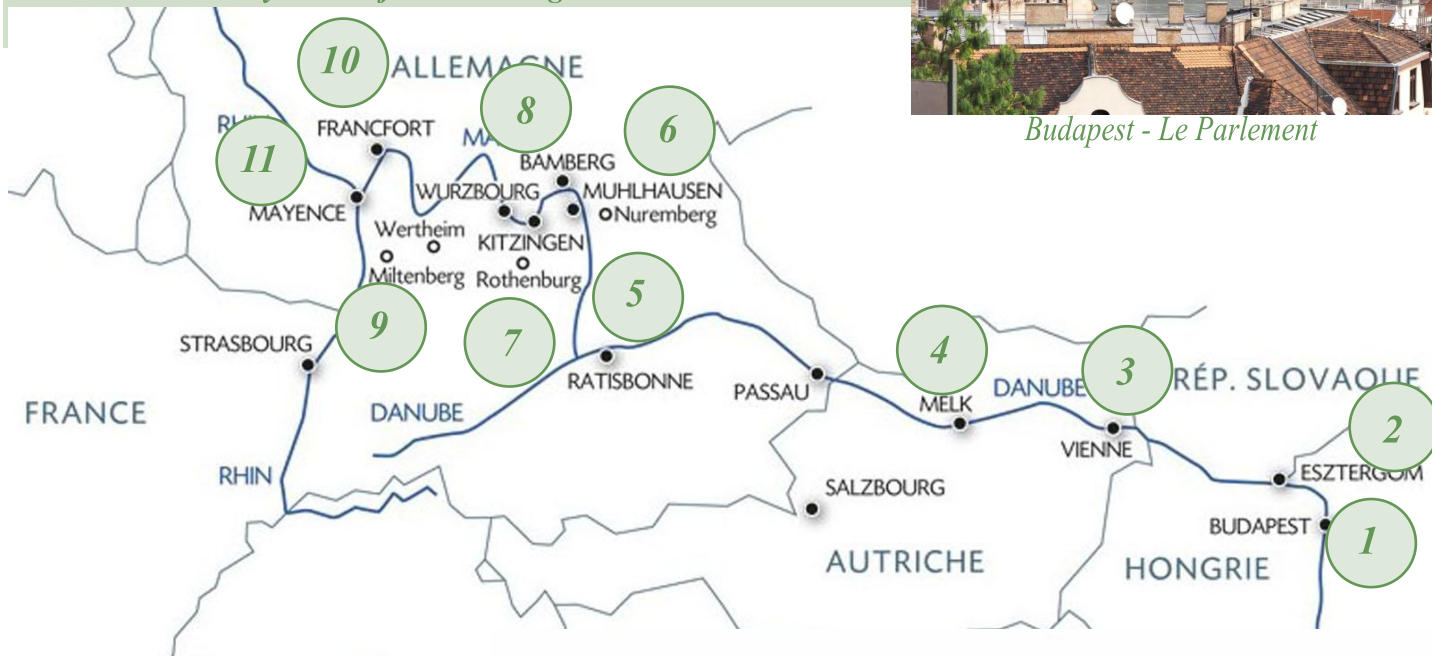 10
ALLEMAGNE
8
6
FRANCFORT
Budapest - Le Parlement
11
BAMBERG
WURZBOURG
MUHLHAUSEN
MAYENCE
Nuremberg
Wertheim
KITZINGEN
Miltenberg
Rothenburg
5
9
7
STRASBOURG
4
3
RATISBONNE
PASSAU
DANUBE
RÉP. SLOVAQUE
MELK
FRANCE
DANUBE
2
VIENNE
RHIN
ESZTERGOM
SALZBOURG
BUDAPEST
1
AUTRICHE
HONGRIE